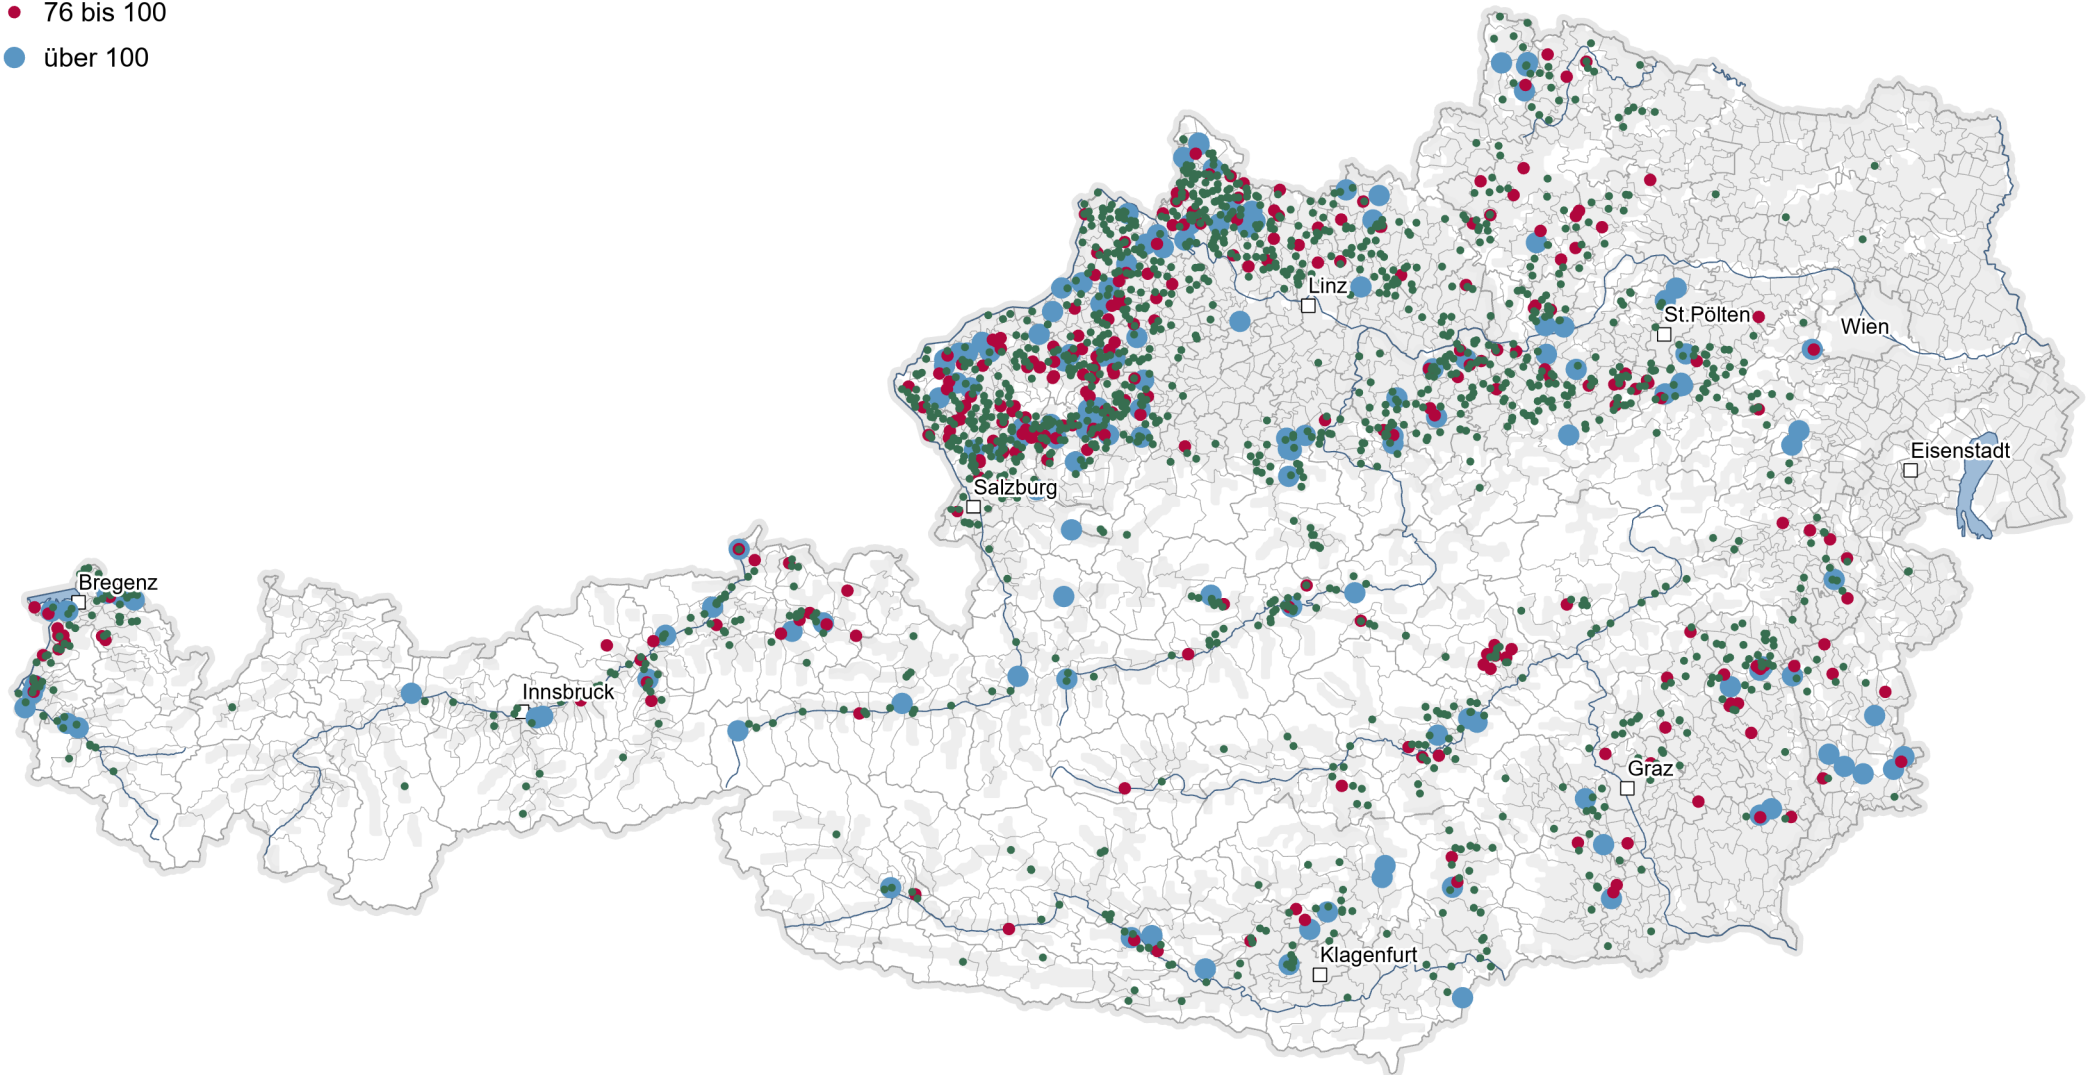 76 bis 100
über 100
Linz
St.Pölten
Wien
Eisenstadt
Salzburg
Bregenz
Innsbruck
Graz
Klagenfurt